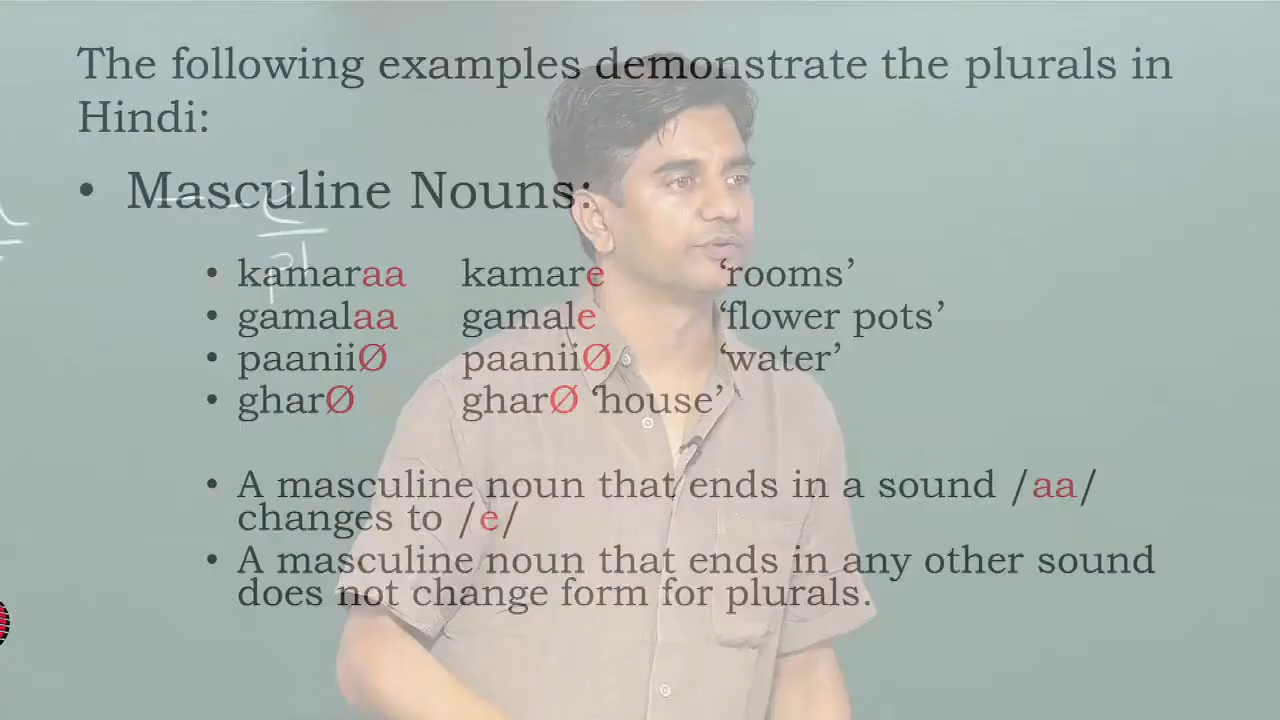 The following examples demonstrate the plurals in
Hindi:
• Masculine Nouns:
• kamaraa kamare ‘rooms’
• gamalaa gamale ‘flower pots’
• paaniiØ paaniiØ ‘water’
• gharØ gharØ ‘house’
• A masculine noun that ends in a sound /aa/
changes to /e/
• A masculine noun that ends in any other sound
does not change form for plurals.
pl